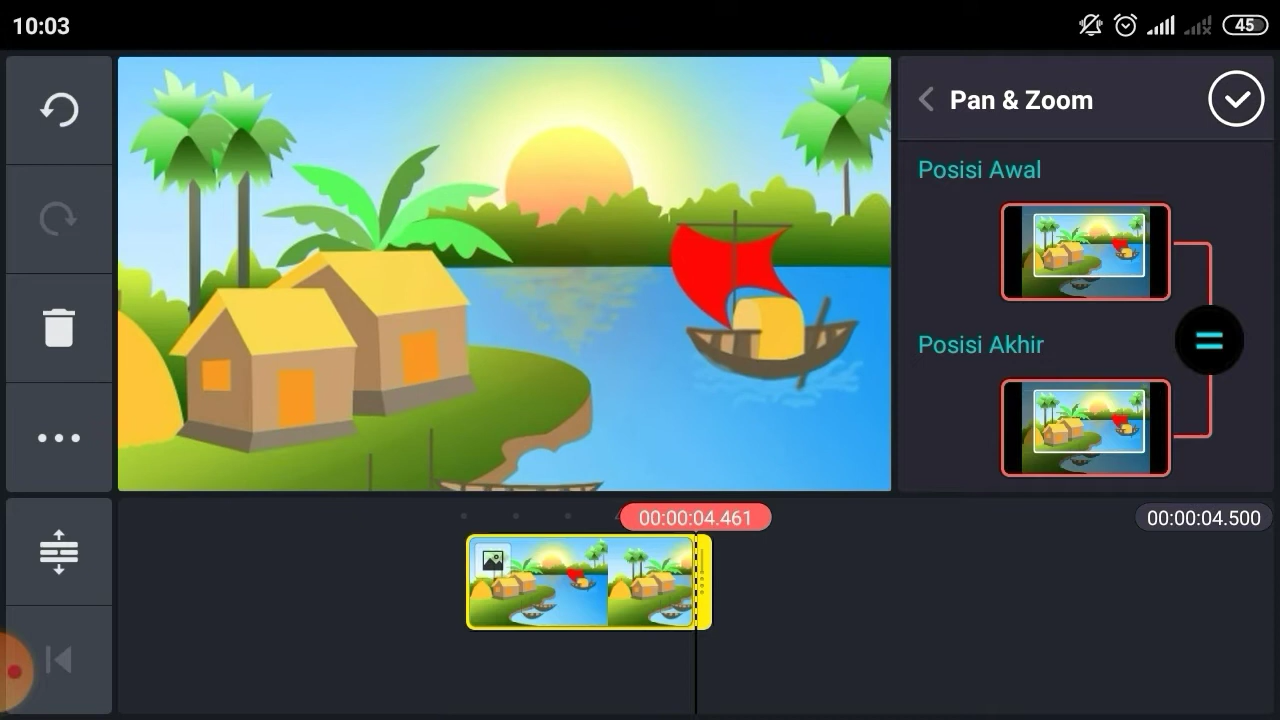 10:03
45
Pan & Zoom
Posisi Awal
Posisi Akhir
00:00:04.461
00:00:04.500